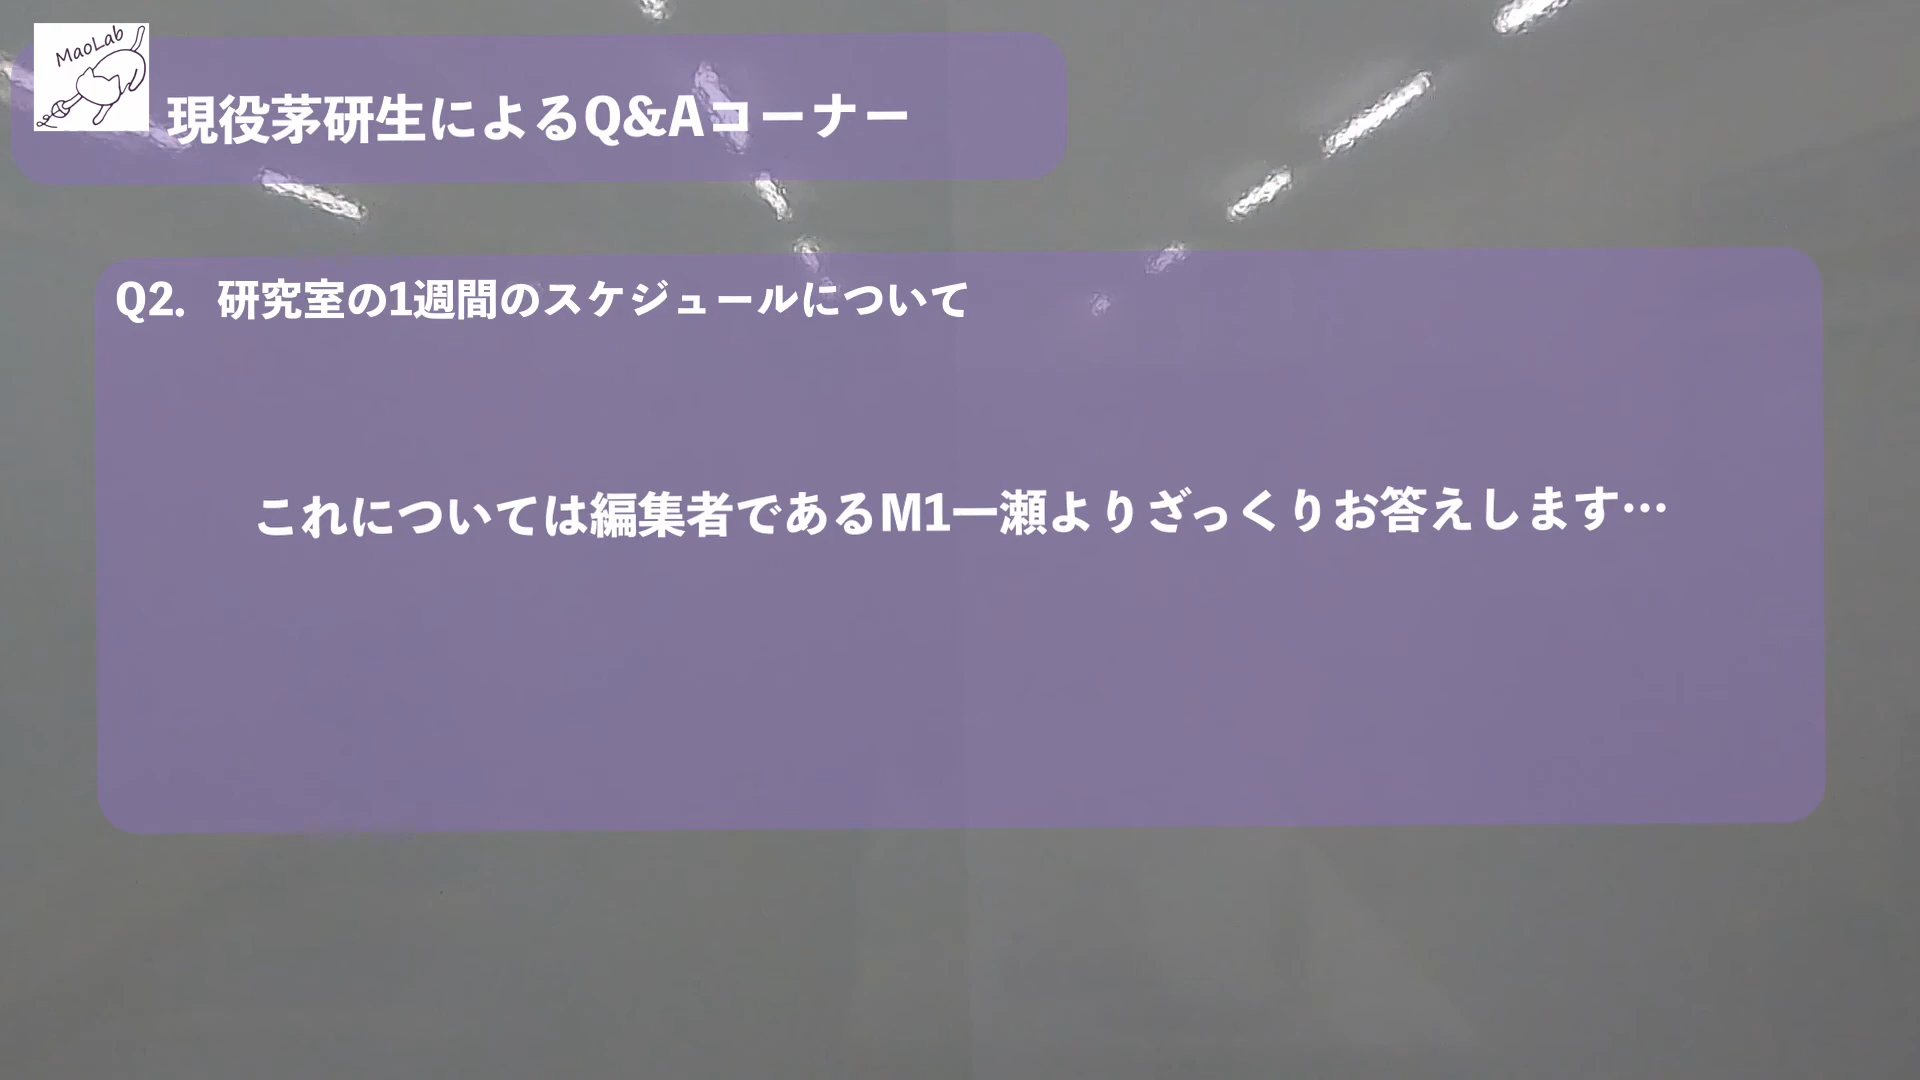 MaoLab
現役茅研生によるQ&Aコーナー
Q2. 研究室の1週間のスケジュールについて
これについては編集者であるM1一瀬よりざっくりお答えします…